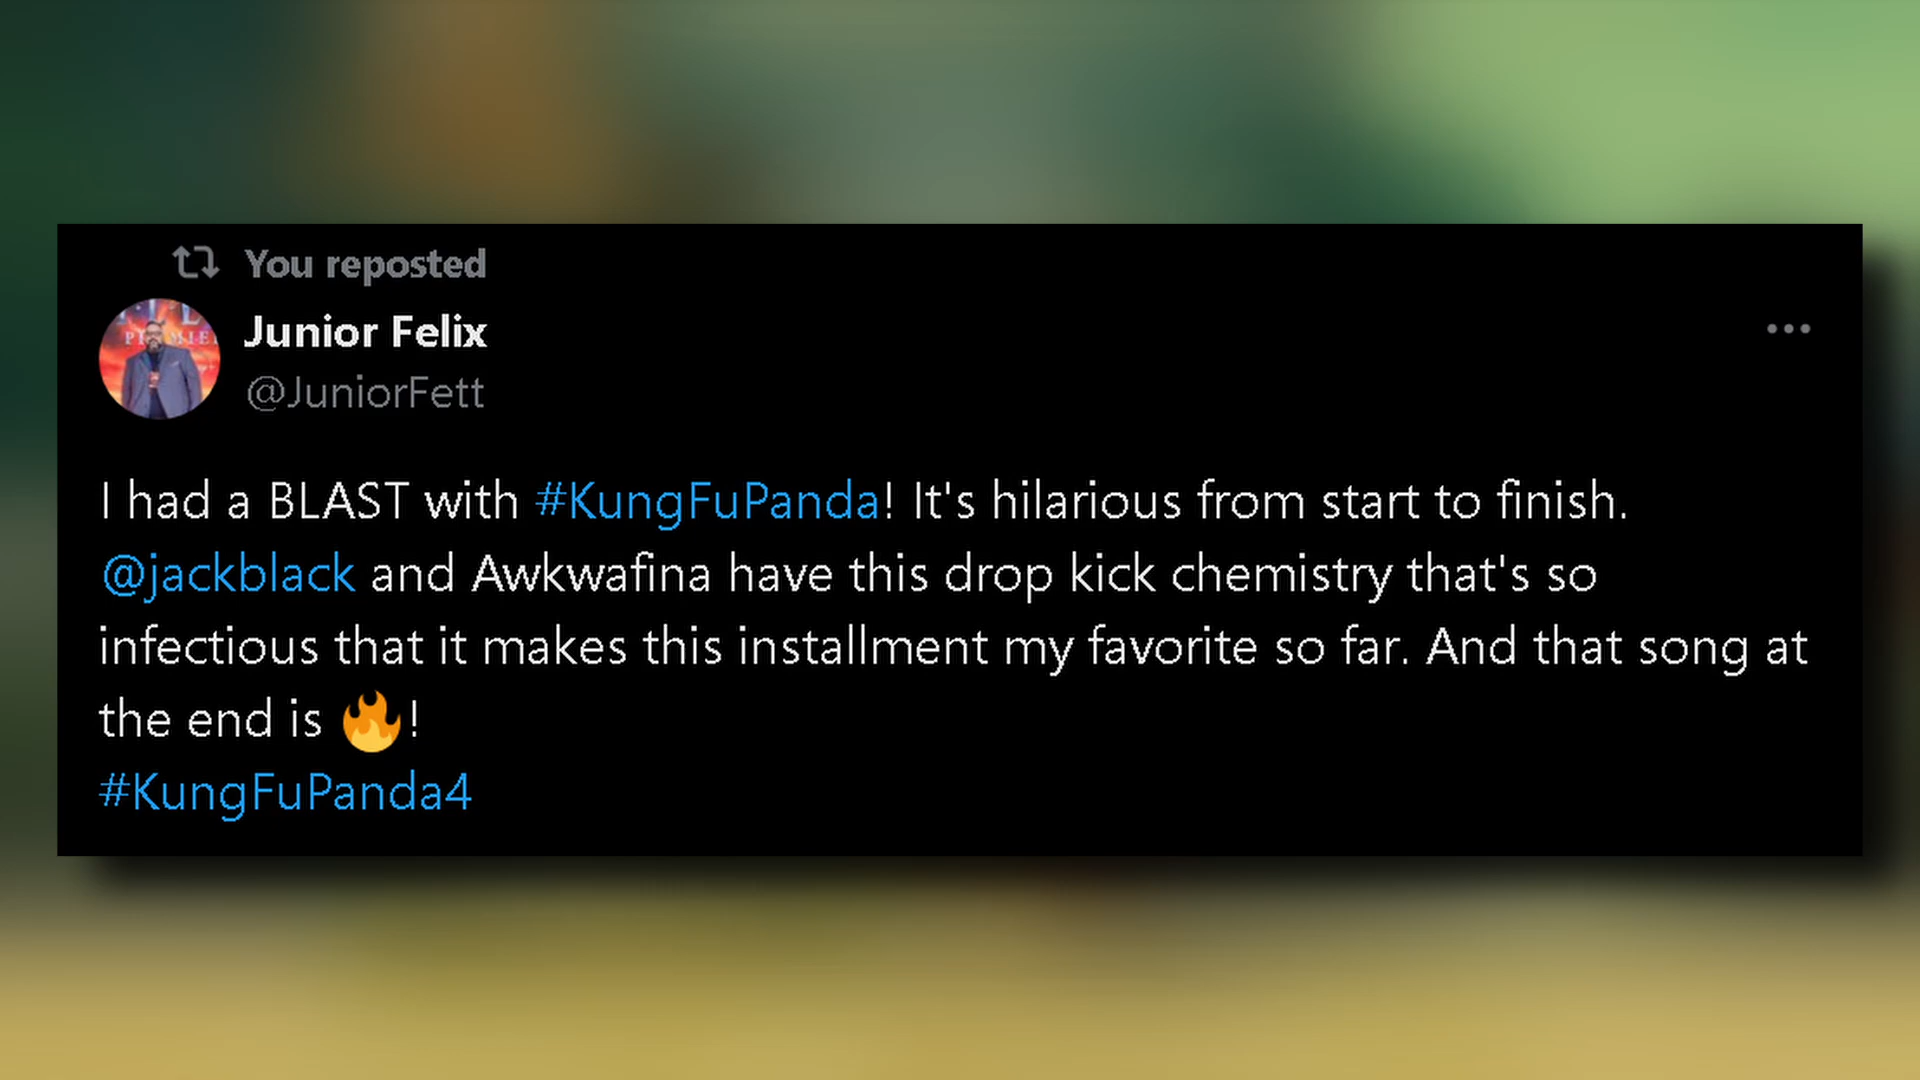 You reposted
Junior Felix
@JuniorFett
I had a BLAST with #KungFuPanda! It's hilarious from start to finish.
@jackblack and Awkwafina have this drop kick chemistry that's so
infectious that it makes this installment my favorite so far. And that song at
the end is 🔥!
#KungFuPanda4